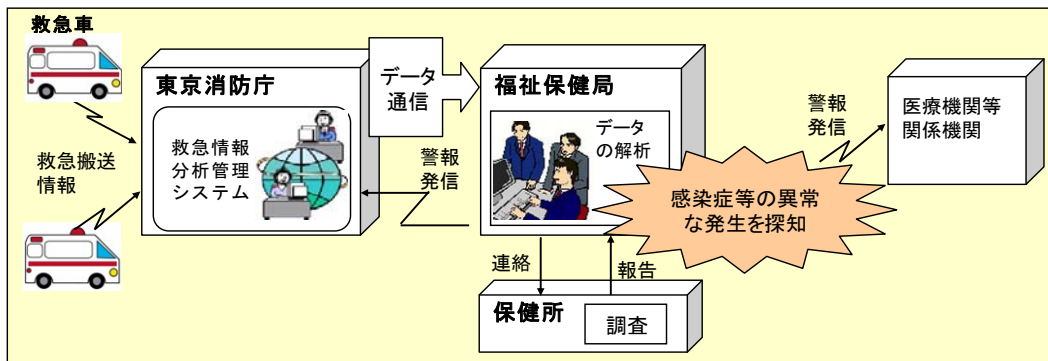 救急車
救急搬送
情報
東京消防庁
救急情報
分析管理
システム
データ
通信
警報
発信
福祉保健局
データ
の解析
感染症等の異常
な発生を探知
警報
発信
医療機関等
関係機関
連絡
報告
保健所
調査